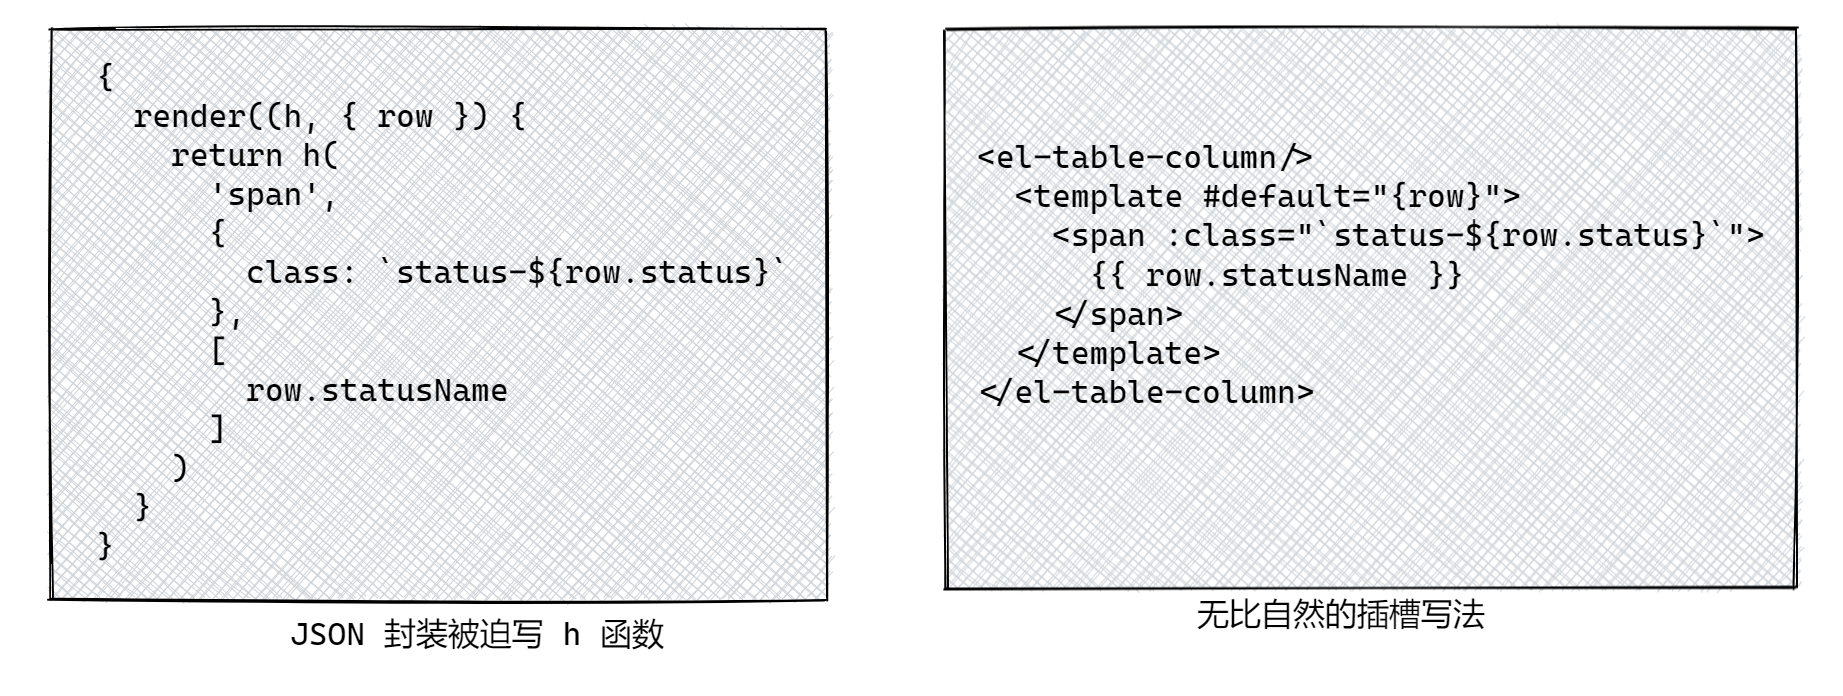 {
  render((h, { row }) {
    return h(
      'span',
      {
        class: `status-${row.status}`
      },
      [
        row.statusName
      ]
    )
  }
}
JSON 封装被迫写 h 函数
<el-table-column/>
  <template #default="{row}">
    <span :class="`status-${row.status}`">
      {{ row.statusName }}
    </span>
  </template>
</el-table-column>
无比自然的插槽写法